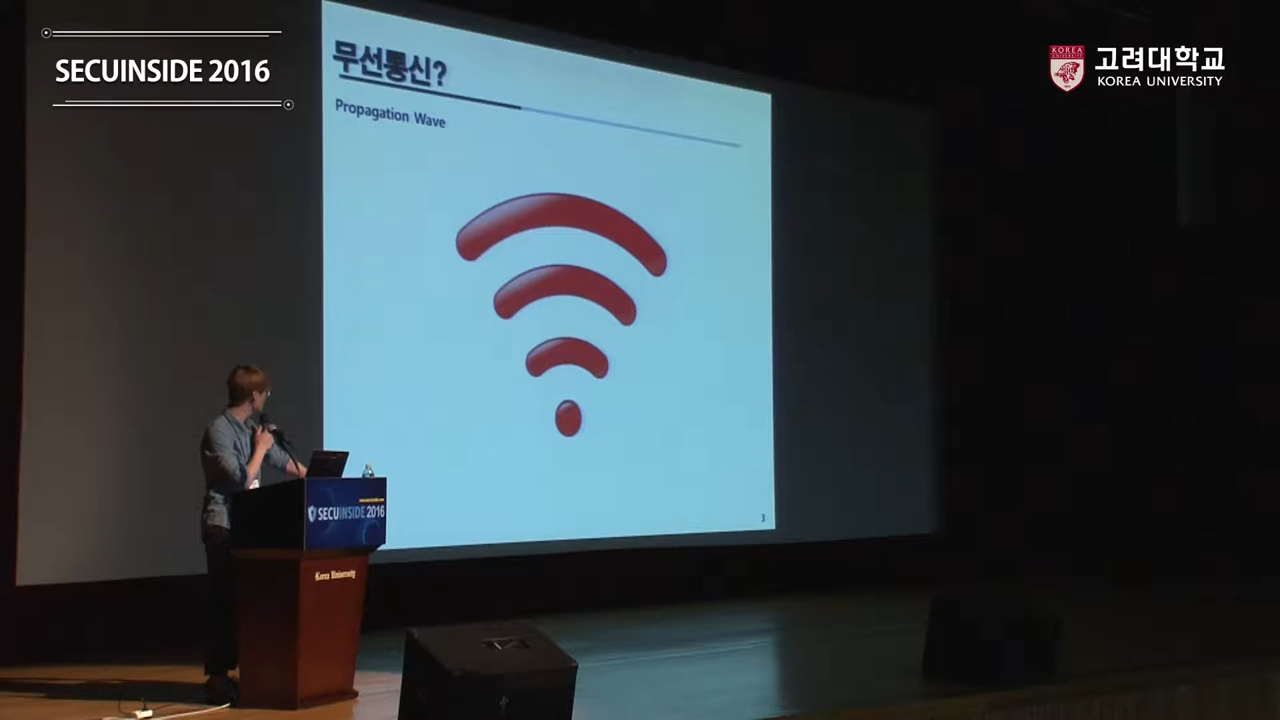 SECUINSIDE 2016
KOREA
고려대학교
KOREA UNIVERSITY
무선통신?
Propagation Wave
3
SECUINSIDE 2016
Korea University